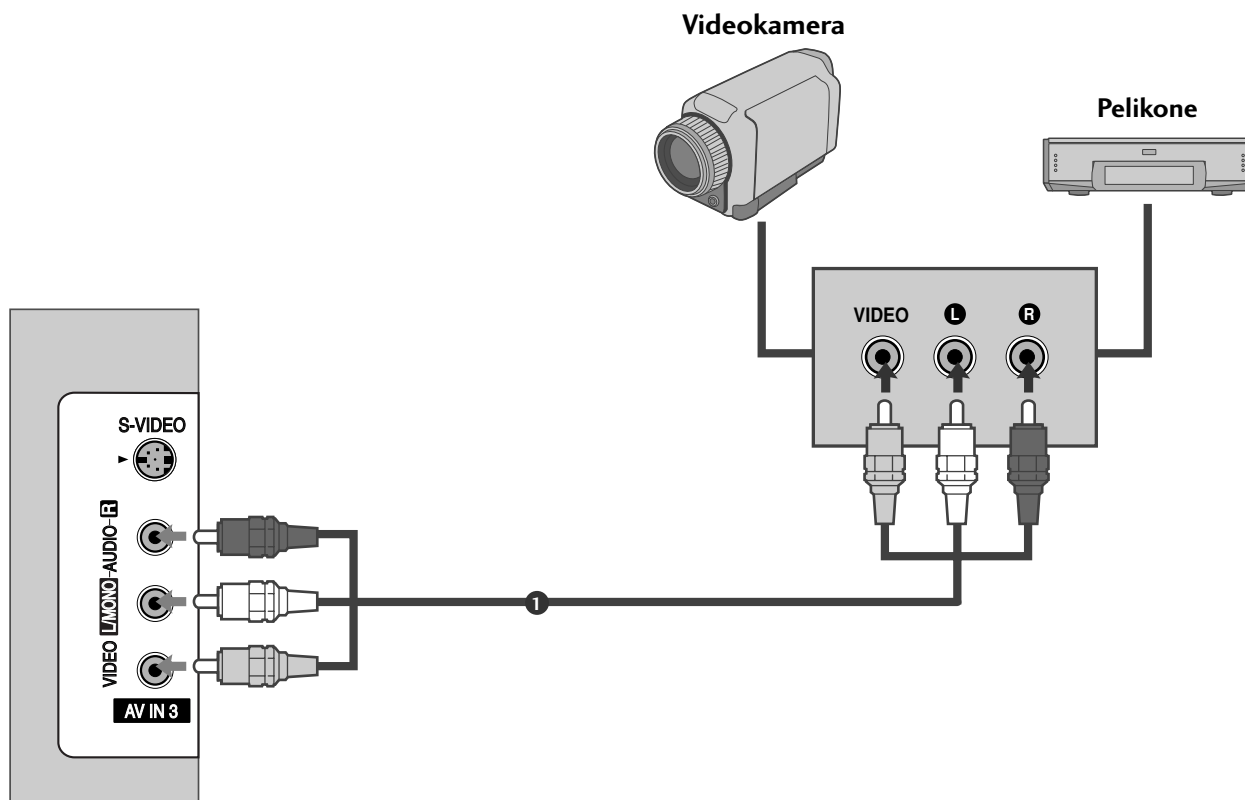 Videokamera
Pelikone
VIDEO
L
R
S-VIDEO
VIDEO L/MONO-AUDIO-R
AV IN 3
1